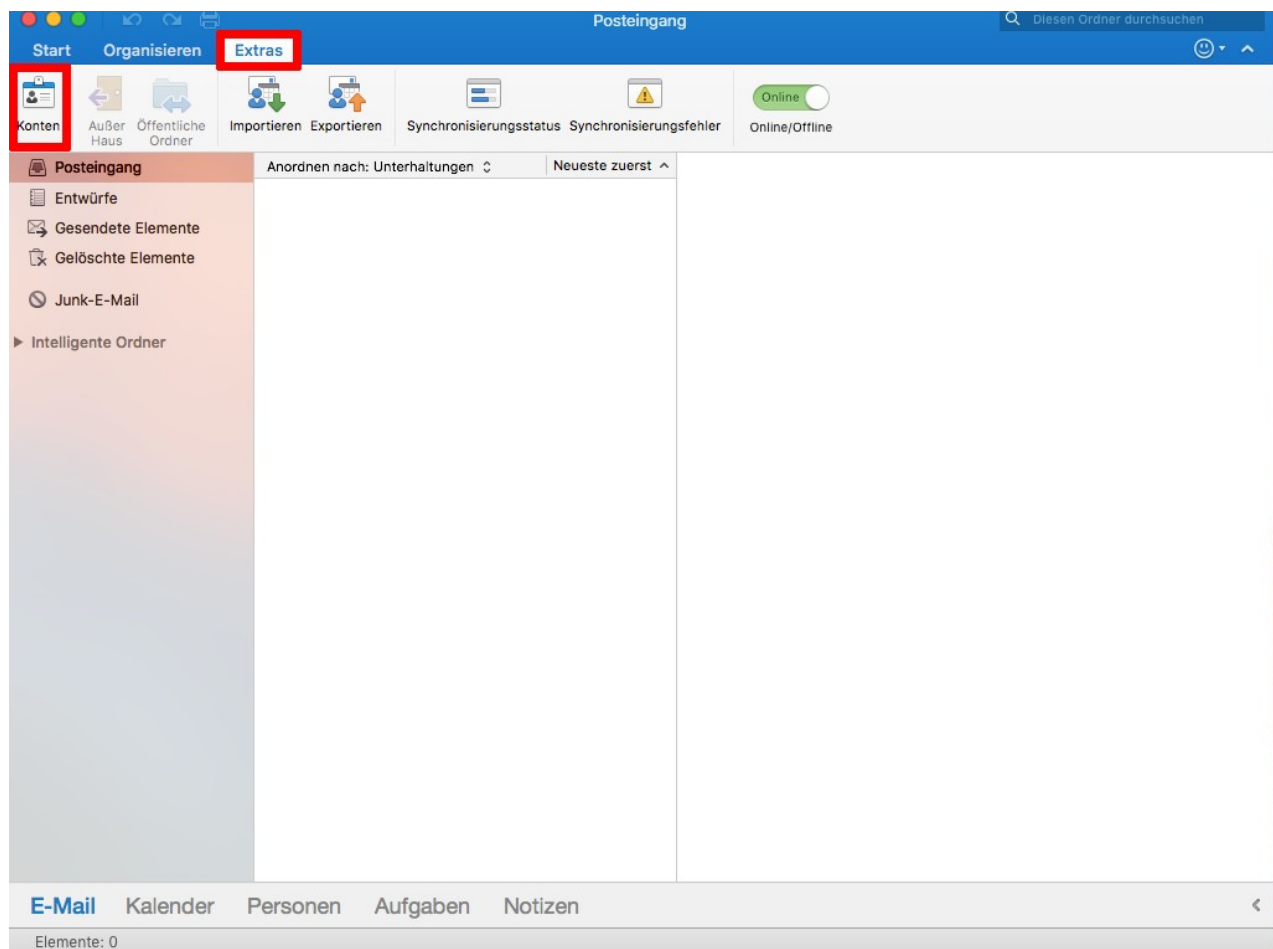 Posteingang
Diesen Ordner durchsuchen
Start Organisieren Extras
Konten
Außer Haus
Öffentliche Ordner
Importieren Exportieren
Synchronisierungsstatus Synchronisierungsfehler
Online
Online/Offline
Posteingang
Entwürfe
Gesendete Elemente
Gelöschte Elemente
Junk-E-Mail
Intelligente Ordner
Anordnen nach: Unterhaltungen Neueste zuerst
E-Mail Kalender Personen Aufgaben Notizen
Elemente: 0